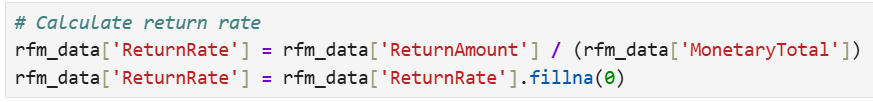 # Calculate return rate
rfm_data['ReturnRate'] = rfm_data['ReturnAmount'] / (rfm_data['MonetaryTotal'])
rfm_data['ReturnRate'] = rfm_data['ReturnRate'].fillna(0)